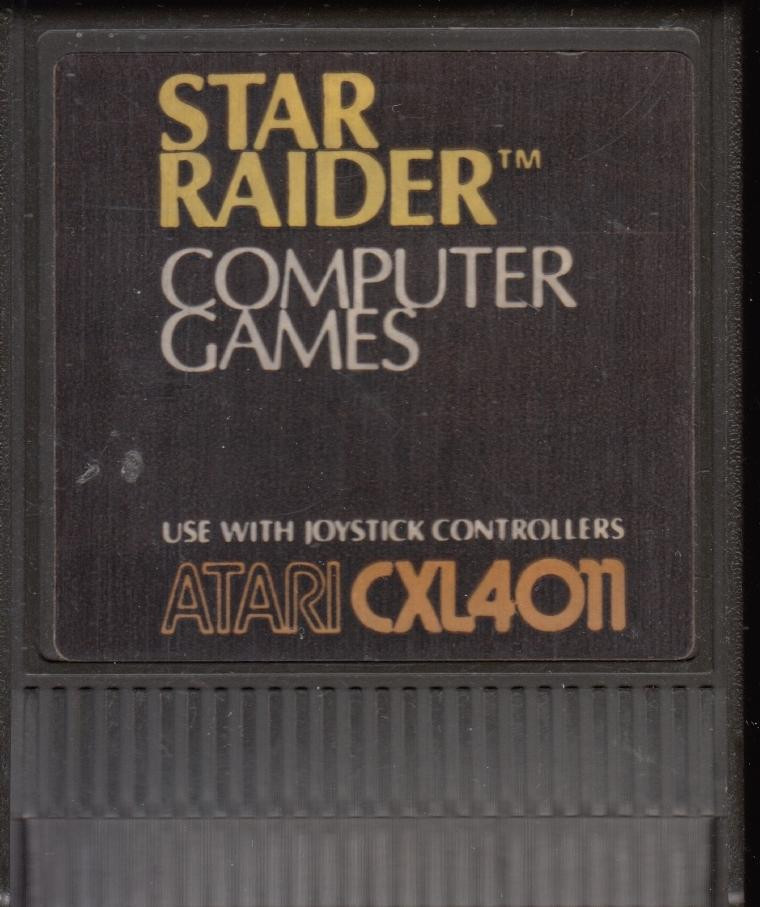 STAR
RAIDER™
COMPUTER
GAMES
USE WITH JOYSTICK CONTROLLERS
ATARI CXL4011